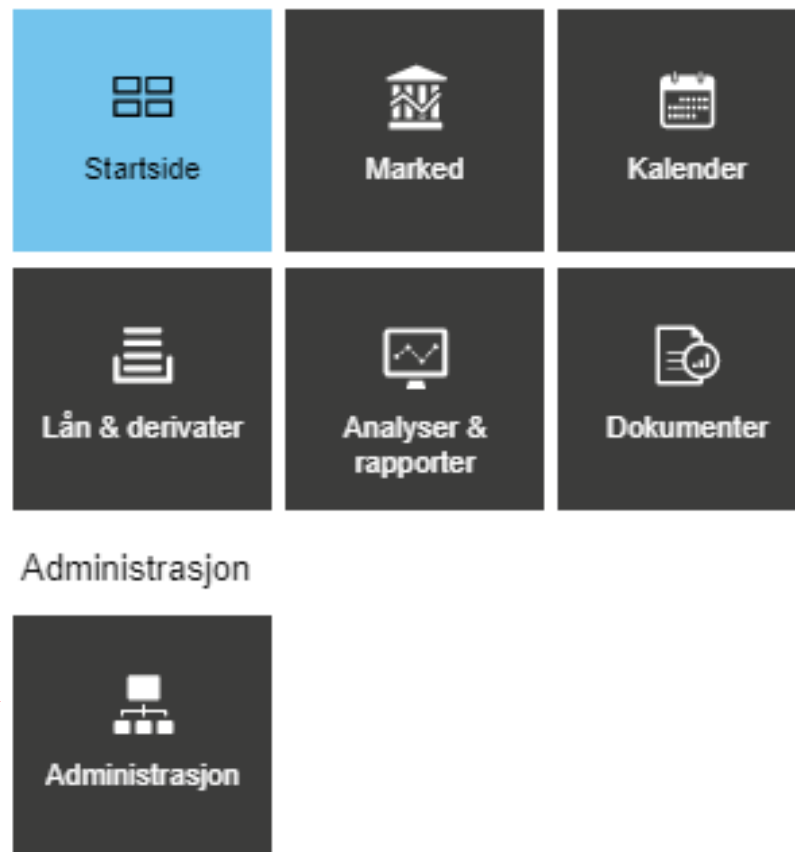 Startside
Marked
Kalender
Lån & derivater
Analyser &
rapporter
Dokumenter
Administrasjon
Administrasjon